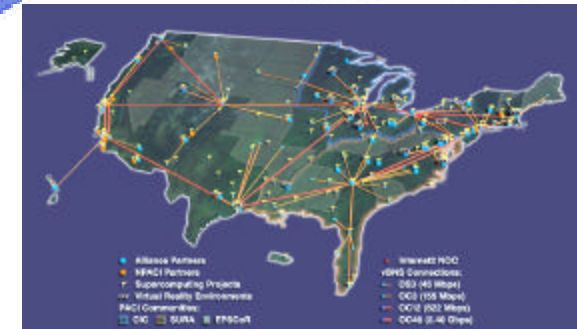 Alliance Partners
NPACI Partners
Supercomputing Projects
Virtual Reality Environments
PACI Communities:
CIC SURA EPSCoR
Internet2 NOC
vBNS Connections:
DS3 (45 Mbps)
OC3 (155 Mbps)
OC12 (622 Mbps)
OC48 (2.40 Gbps)